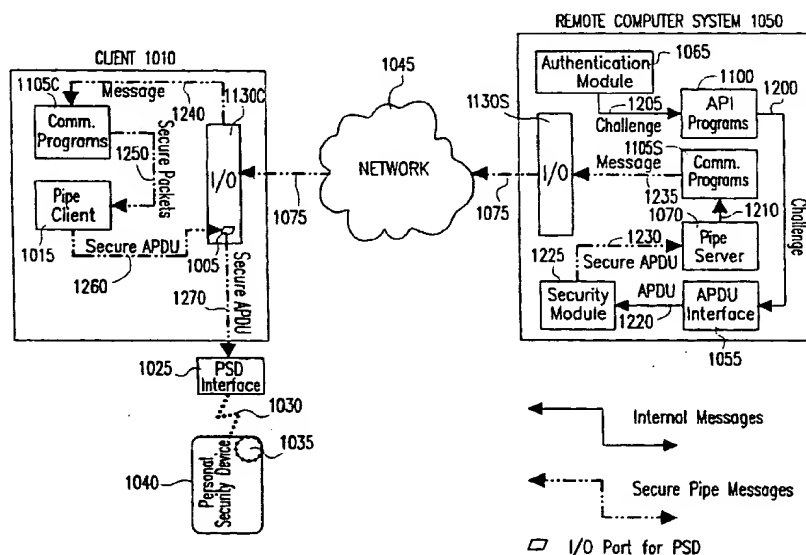 REMOTE COMPUTER SYSTEM 1050
CLIENT 1010
1105C
Message
1240
1130C
Comm.
Programs
1250
Secure Packets
Pipe
Client
1015
Secure APDU
1260
I/O
1005
Secure APDU
1270
1025
PSD
Interface
1030
1035
1040
Personal
Security Device
1045
NETWORK
1075
1075
1130S
I/O
Authentication
Module
1065
1205
Challenge
1100
API
Programs
1200
1105S
Message
1235
Comm.
Programs
1070
1210
1230
Pipe
Server
Secure APDU
1225
Security
Module
APDU
1220
APDU
Interface
1055
Challenge
Internal Messages
Secure Pipe Messages
I/O Port for PSD